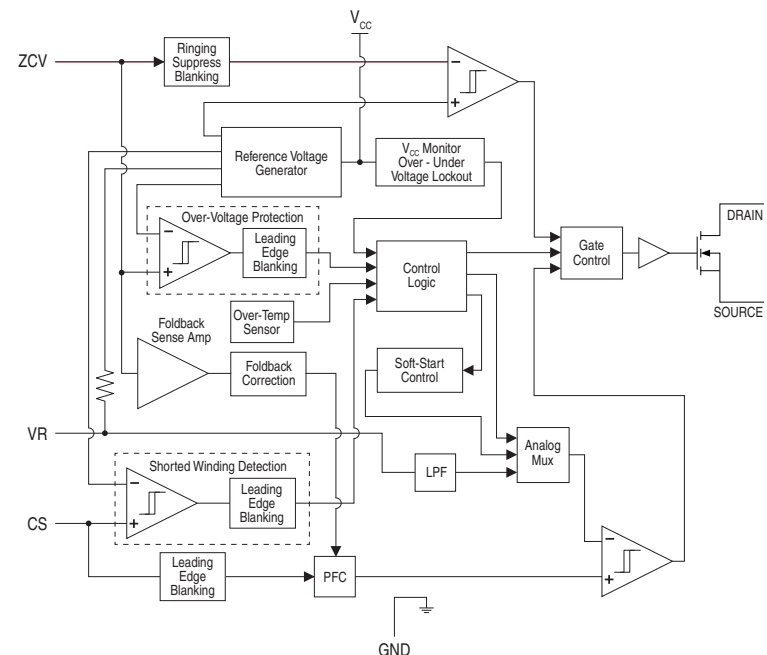 V_CC
ZCV
Ringing
Suppress
Blanking
−
+
Reference Voltage
Generator
V_CC Monitor
Over - Under
Voltage Lockout
Over-Voltage Protection
−
+
Leading
Edge
Blanking
Control
Logic
Gate
Control
DRAIN
SOURCE
Over-Temp
Sensor
Foldback
Sense Amp
Foldback
Correction
Soft-Start
Control
VR
Analog
Mux
LPF
Shorted Winding Detection
−
+
Leading
Edge
Blanking
CS
−
+
Leading
Edge
Blanking
PFC
GND